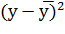 (y − y̅)²